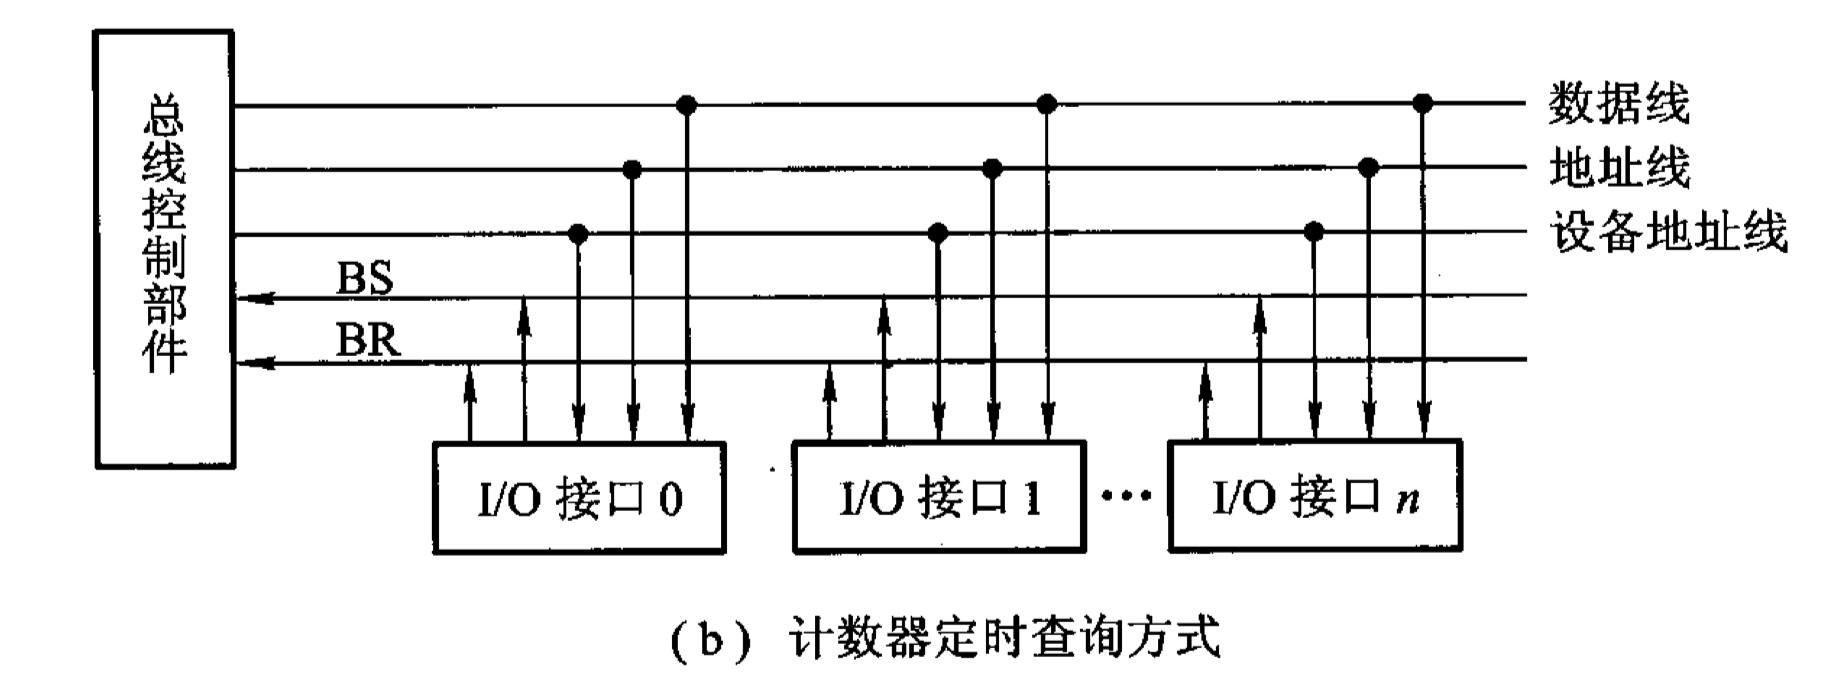 总线控制部件
数据线
地址线
设备地址线
BS
BR
I/O 接口 0
I/O 接口 1
···
I/O 接口 n
(b) 计数器定时查询方式